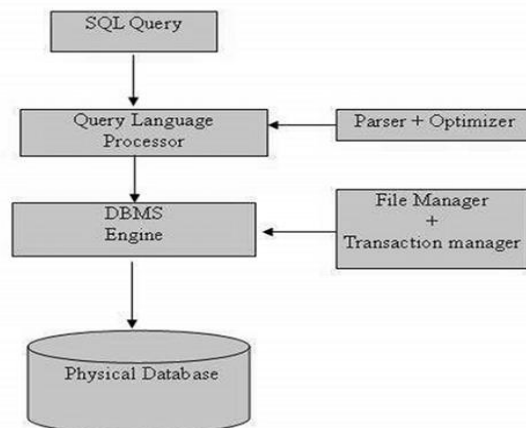 SQL Query
Query Language
Processor
Parser + Optimizer
DBMS
Engine
File Manager
+
Transaction manager
Physical Database